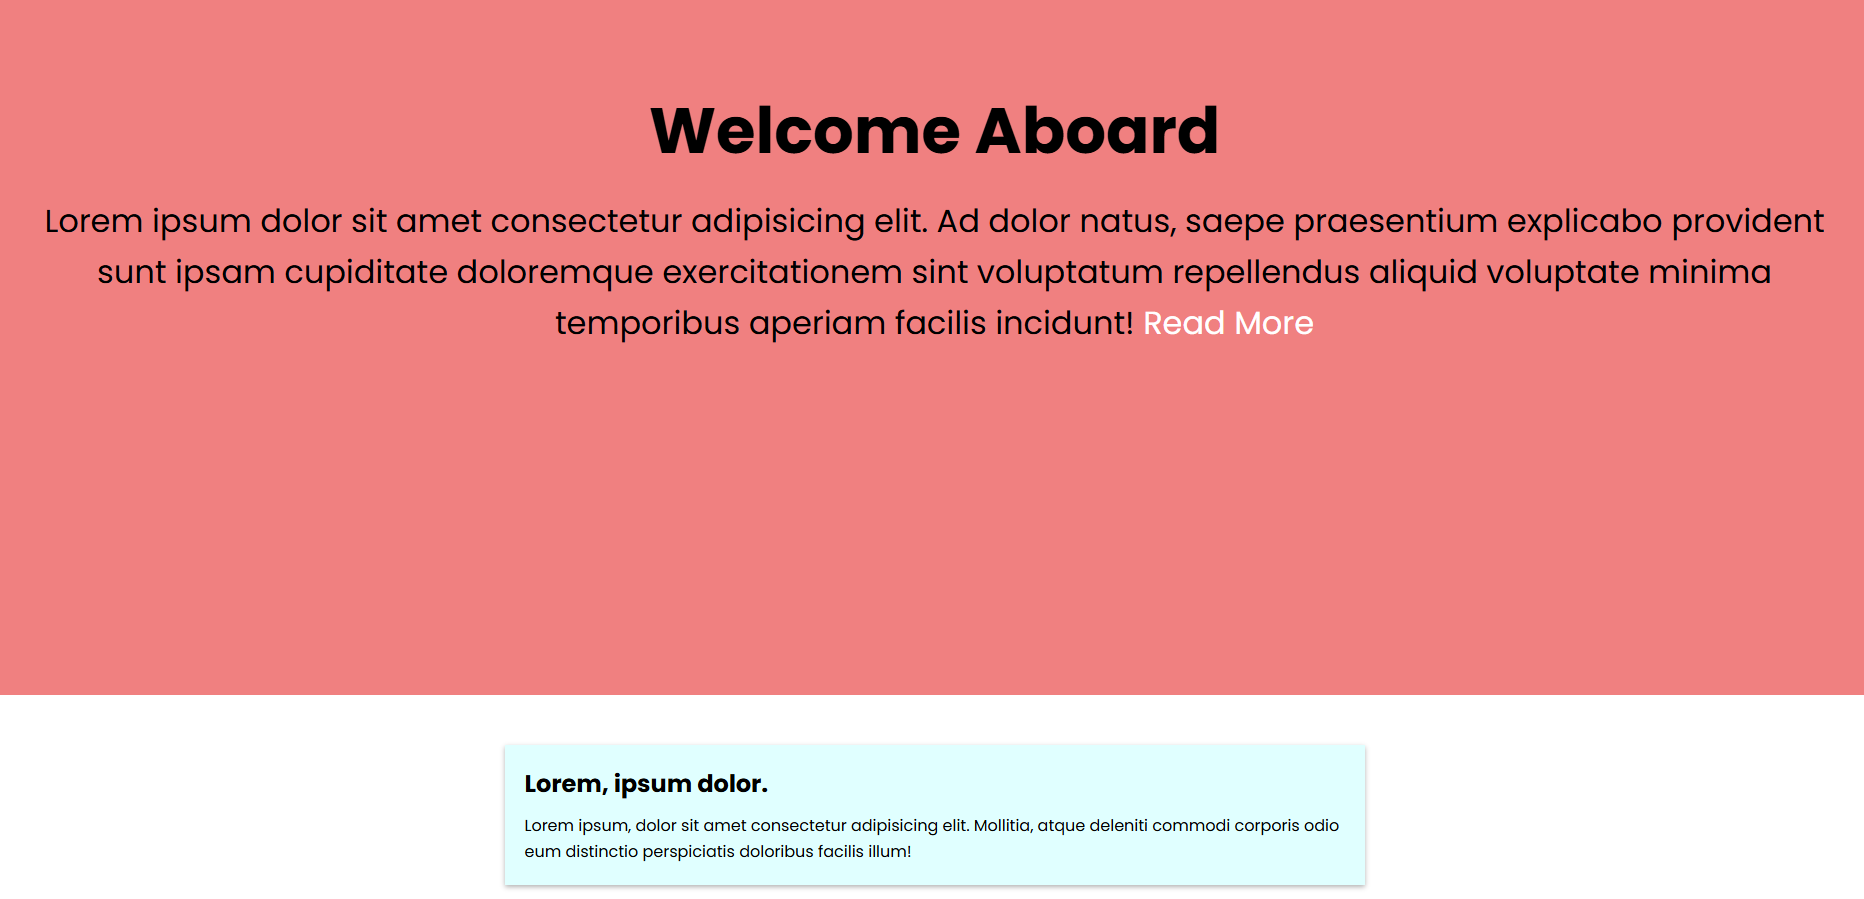 Welcome Aboard
Lorem ipsum dolor sit amet consectetur adipisicing elit. Ad dolor natus, saepe praesentium explicabo provident
sunt ipsam cupiditate doloremque exercitationem sint voluptatum repellendus aliquid voluptate minima
temporibus aperiam facilis incidunt! Read More
Lorem, ipsum dolor.
Lorem ipsum, dolor sit amet consectetur adipisicing elit. Mollitia, atque deleniti commodi corporis odio
eum distinctio perspiciatis doloribus facilis illum!